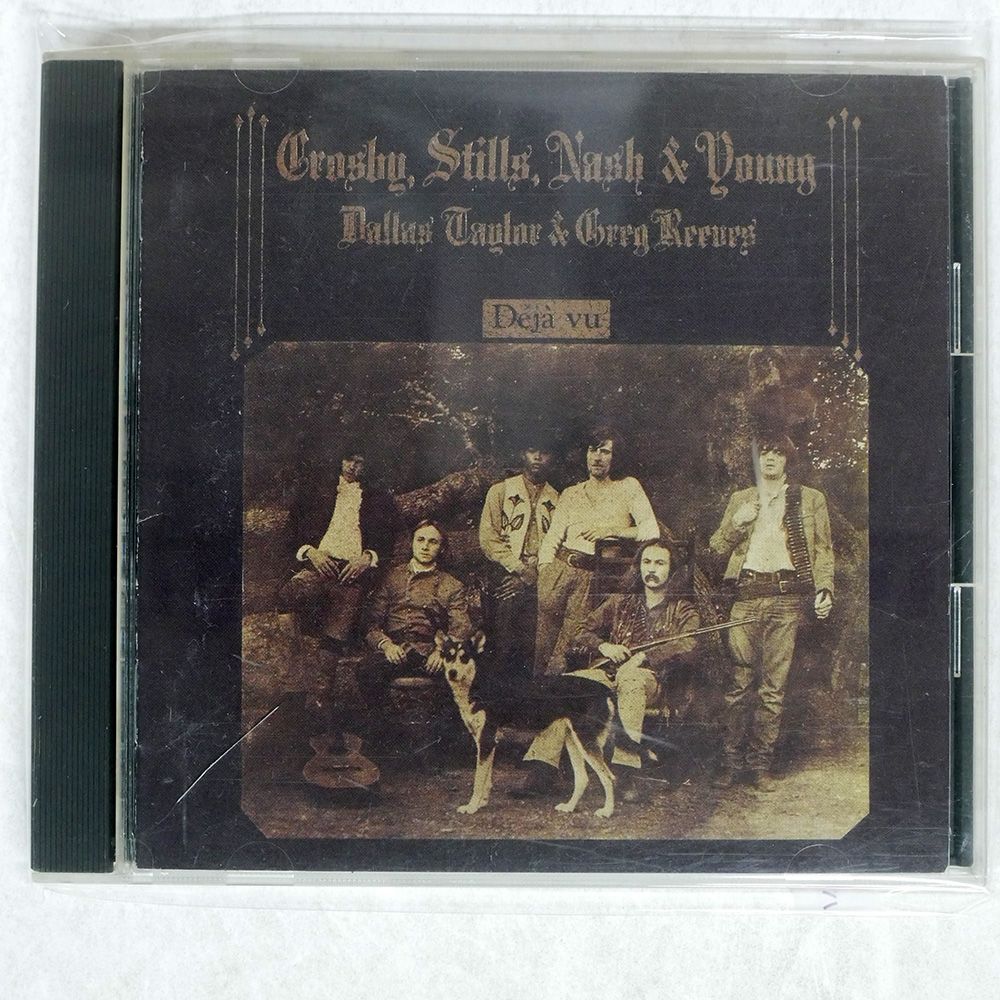 Crosby, Stills, Nash & Young
Dallas Taylor & Greg Reeves
Déjà vu